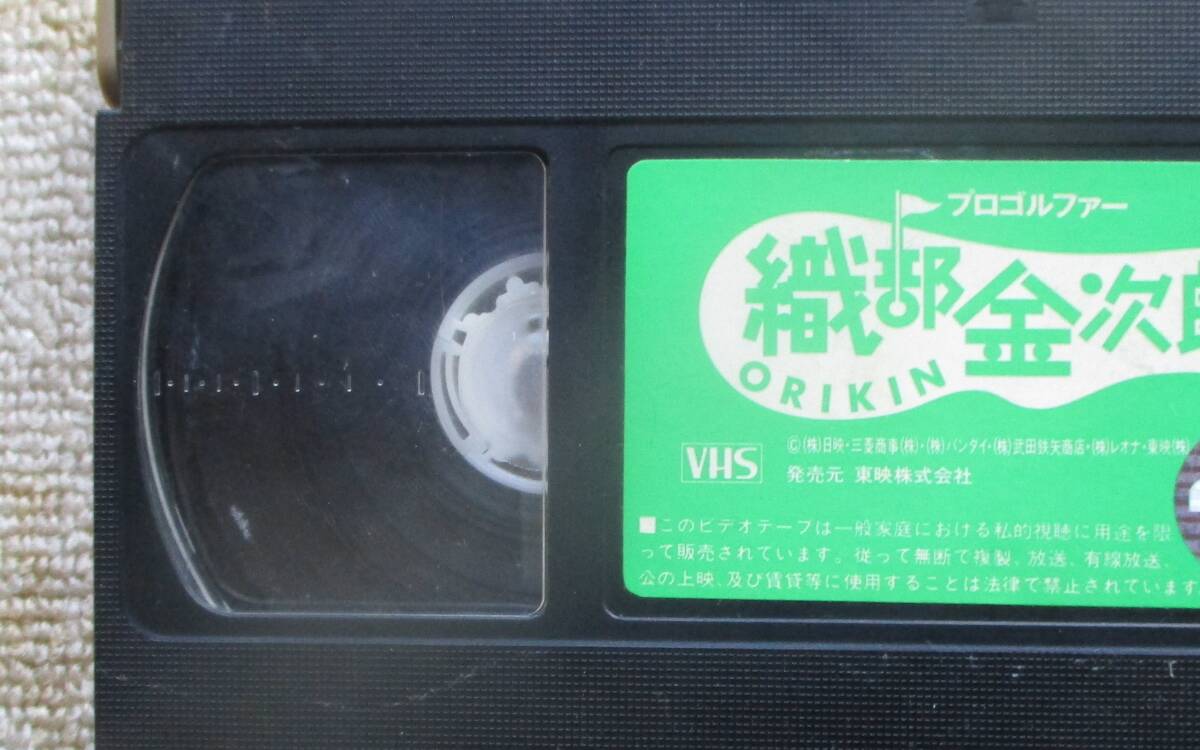 プロゴルファー
織部金次郎
ORIKIN
VHS
©(株)日映・三菱商事(株)・(株)バンダイ・(株)武田鉄矢商店・(株)レオナ・東映(株)
発売元 東映株式会社
■このビデオテープは一般家庭における私的視聴に用途を限
って販売されています。従って無断で複製、放送、有線放送、
公の上映、及び賃貸等に使用することは法律で禁止されています